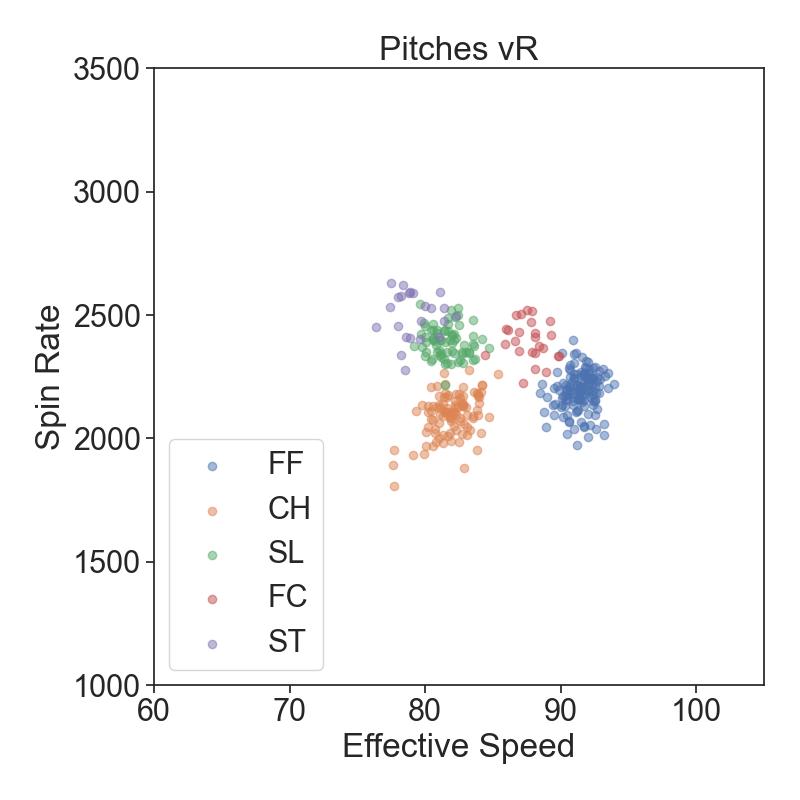 Pitches vR
3500
3000
2500
2000
1500
1000
Spin Rate
FF
CH
SL
FC
ST
60 70 80 90 100
Effective Speed